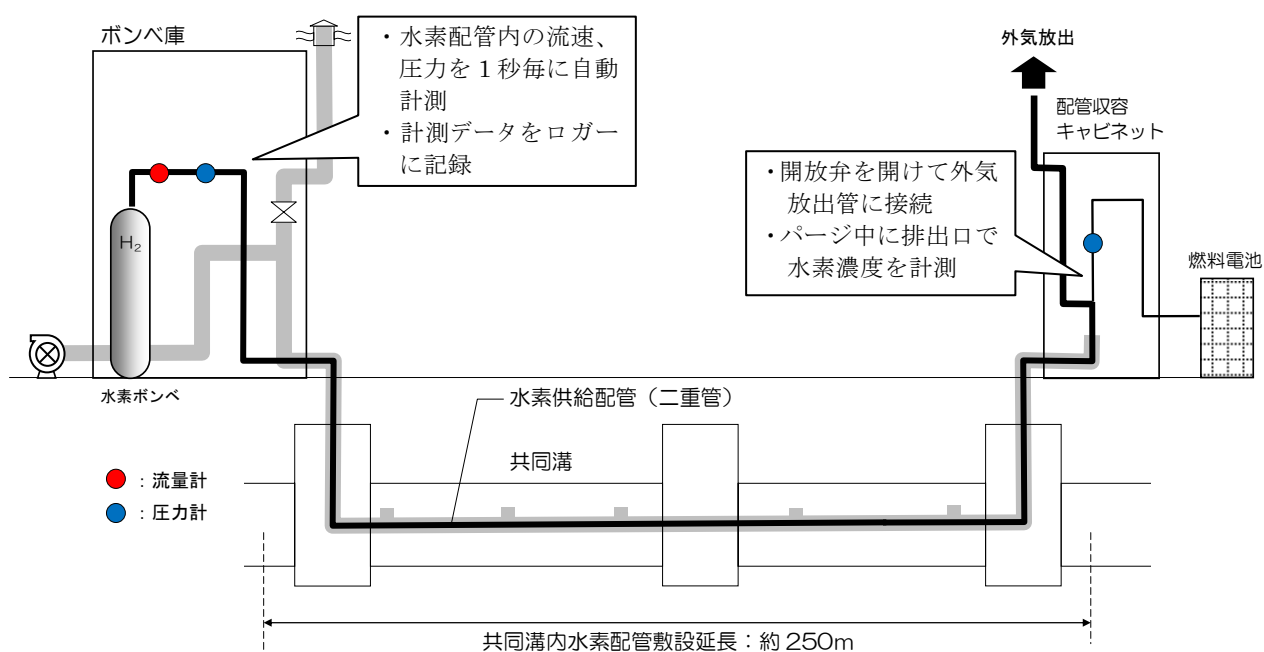 ボンベ庫
・水素配管内の流速、
圧力を1秒毎に自動
計測
・計測データをロガー
に記録
外気放出
配管収容
キャビネット
・開放弁を開けて外気
放出管に接続
・パージ中に排出口で
水素濃度を計測
H₂
燃料電池
水素ボンベ
水素供給配管(二重管)
共同溝
:流量計
:圧力計
共同溝内水素配管敷設延長:約250m